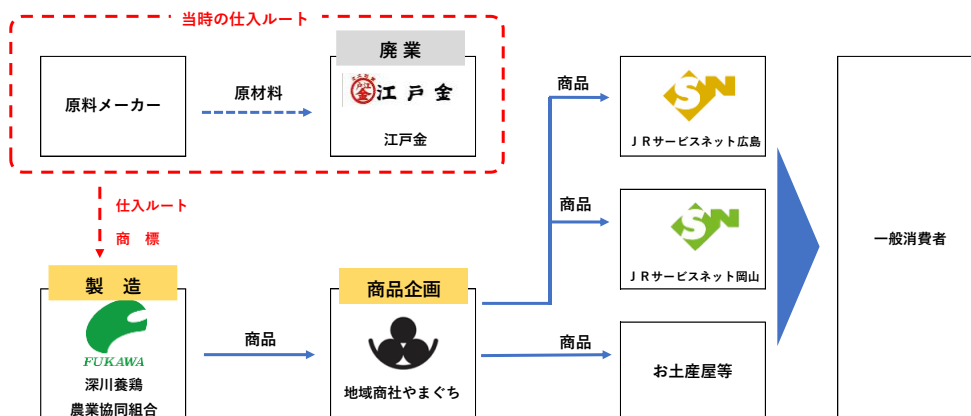 当時の仕入ルート
廃 業
原料メーカー
原材料
江戸金
江戸金
商品
SN
ＪＲサービスネット広島
仕入ルート
商　標
商品
SN
ＪＲサービスネット岡山
一般消費者
製　造
FUKAWA
深川養鶏
農業協同組合
商品
商品企画
地域商社やまぐち
商品
お土産屋等